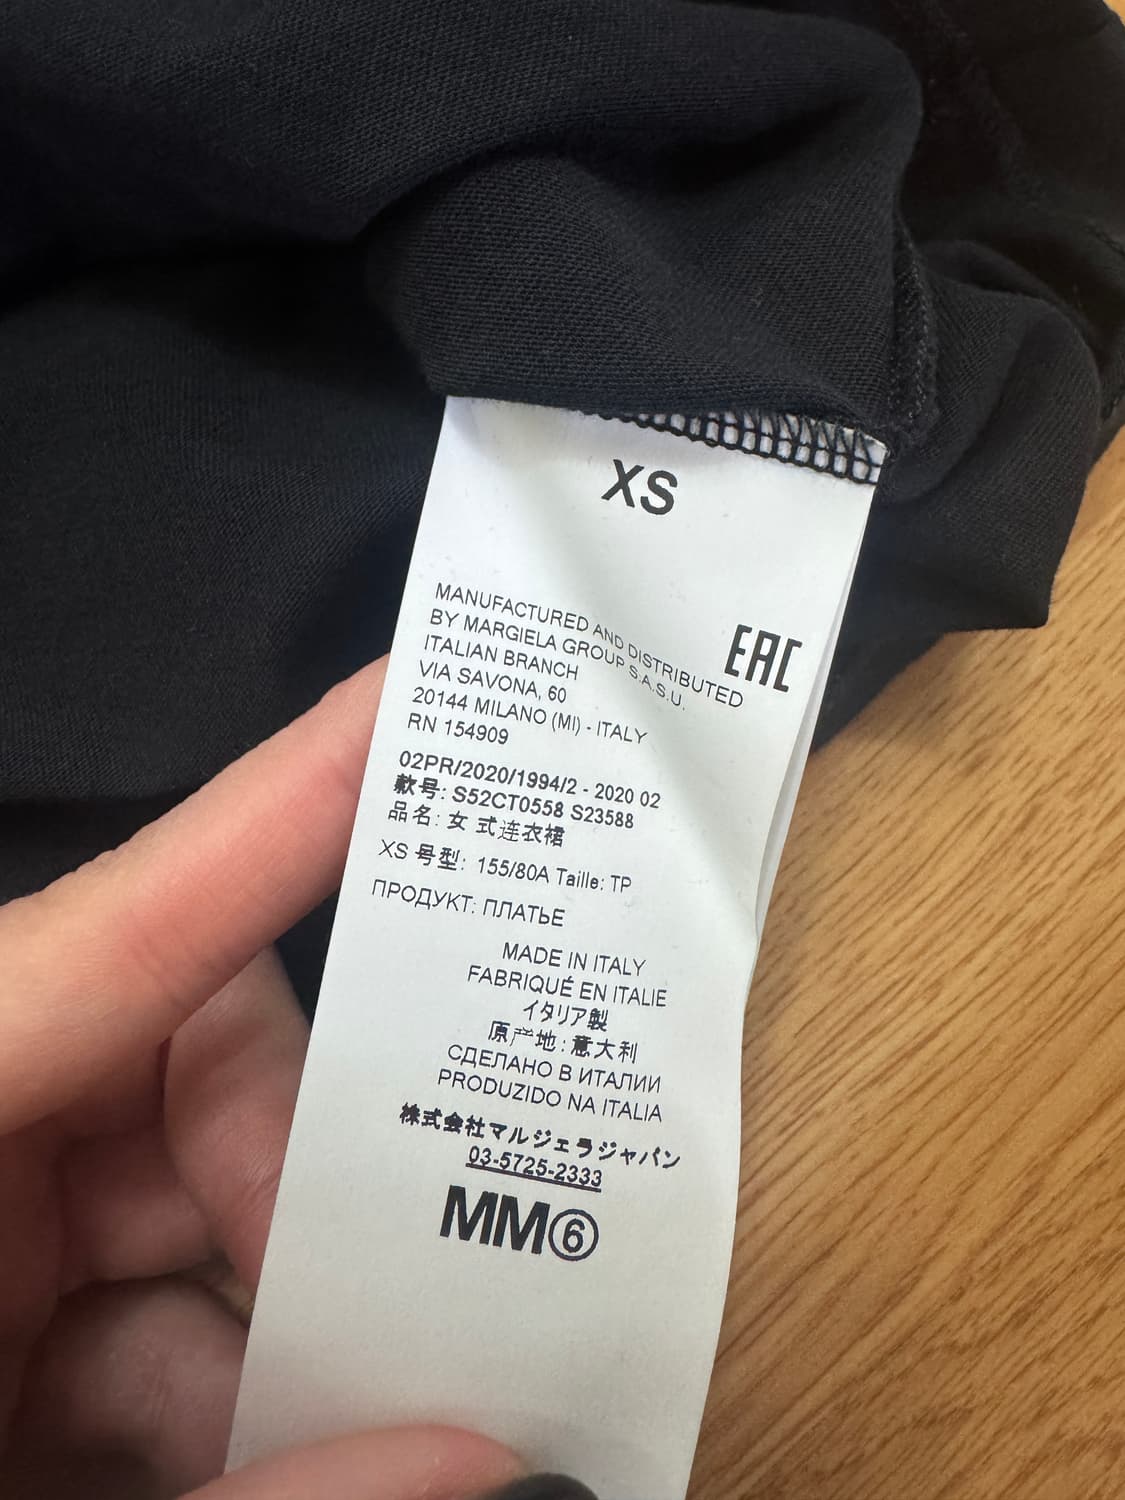 XS
MANUFACTURED AND DISTRIBUTED
BY MARGIELA GROUP S.A.S.U.
ITALIAN BRANCH
VIA SAVONA, 60
20144 MILANO (MI) - ITALY
RN 154909
EAC
02PR/2020/1994/2 - 2020 02
款号: S52CT0558 S23588
品名: 女 式连衣裙
XS 号型: 155/80A Taille: TP
ПРОДУКТ: ПЛАТЬЕ
MADE IN ITALY
FABRIQUÉ EN ITALIE
イタリア製
原产地:意大利
СДЕЛАНО В ИТАЛИИ
PRODUZIDO NA ITALIA
株式会社マルジェラジャパン
03-5725-2333
MM⑥